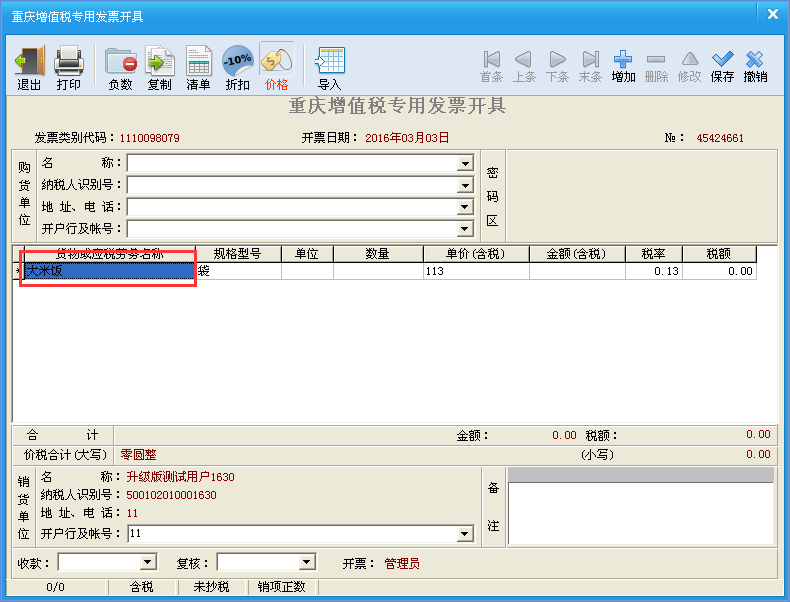 重庆增值税专用发票开具
退出 打印 负数 复制 清单 -10% 折扣 $ 价格 导入 首条 上条 下条 末条 增加 删除 修改 保存 撤销
重庆增值税专用发票开具
发票类别代码：1110098079 开票日期： 2016年03月03日 №： 45424661
购货单位
名 称：
纳税人识别号：
地 址、电 话：
开户行及帐号：
密码区
货物或应税劳务名称 规格型号 单位 数量 单价(含税) 金额(含税) 税率 税额
* 大米饭 袋 113 0.13 0.00
合 计 金额： 0.00 税额： 0.00
价税合计(大写) 零圆整 (小写) 0.00
销货单位
名 称：升级版测试用户1630
纳税人识别号：500102010001630
地 址、电 话：11
开户行及帐号：11
备注
收款： 复核： 开票： 管理员
0/0 含税 未抄税 销项正数